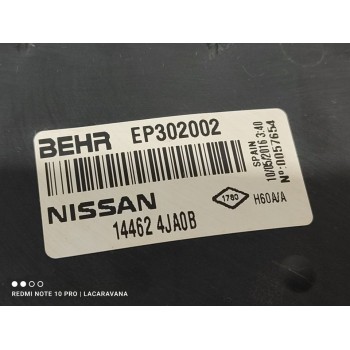 BEHR EP302002
NISSAN
14462 4JA0B
1780
H60A/A
SPAIN
10/05/2016 3:40
Nº:0057654
REDMI NOTE 10 PRO | LACARAVANA